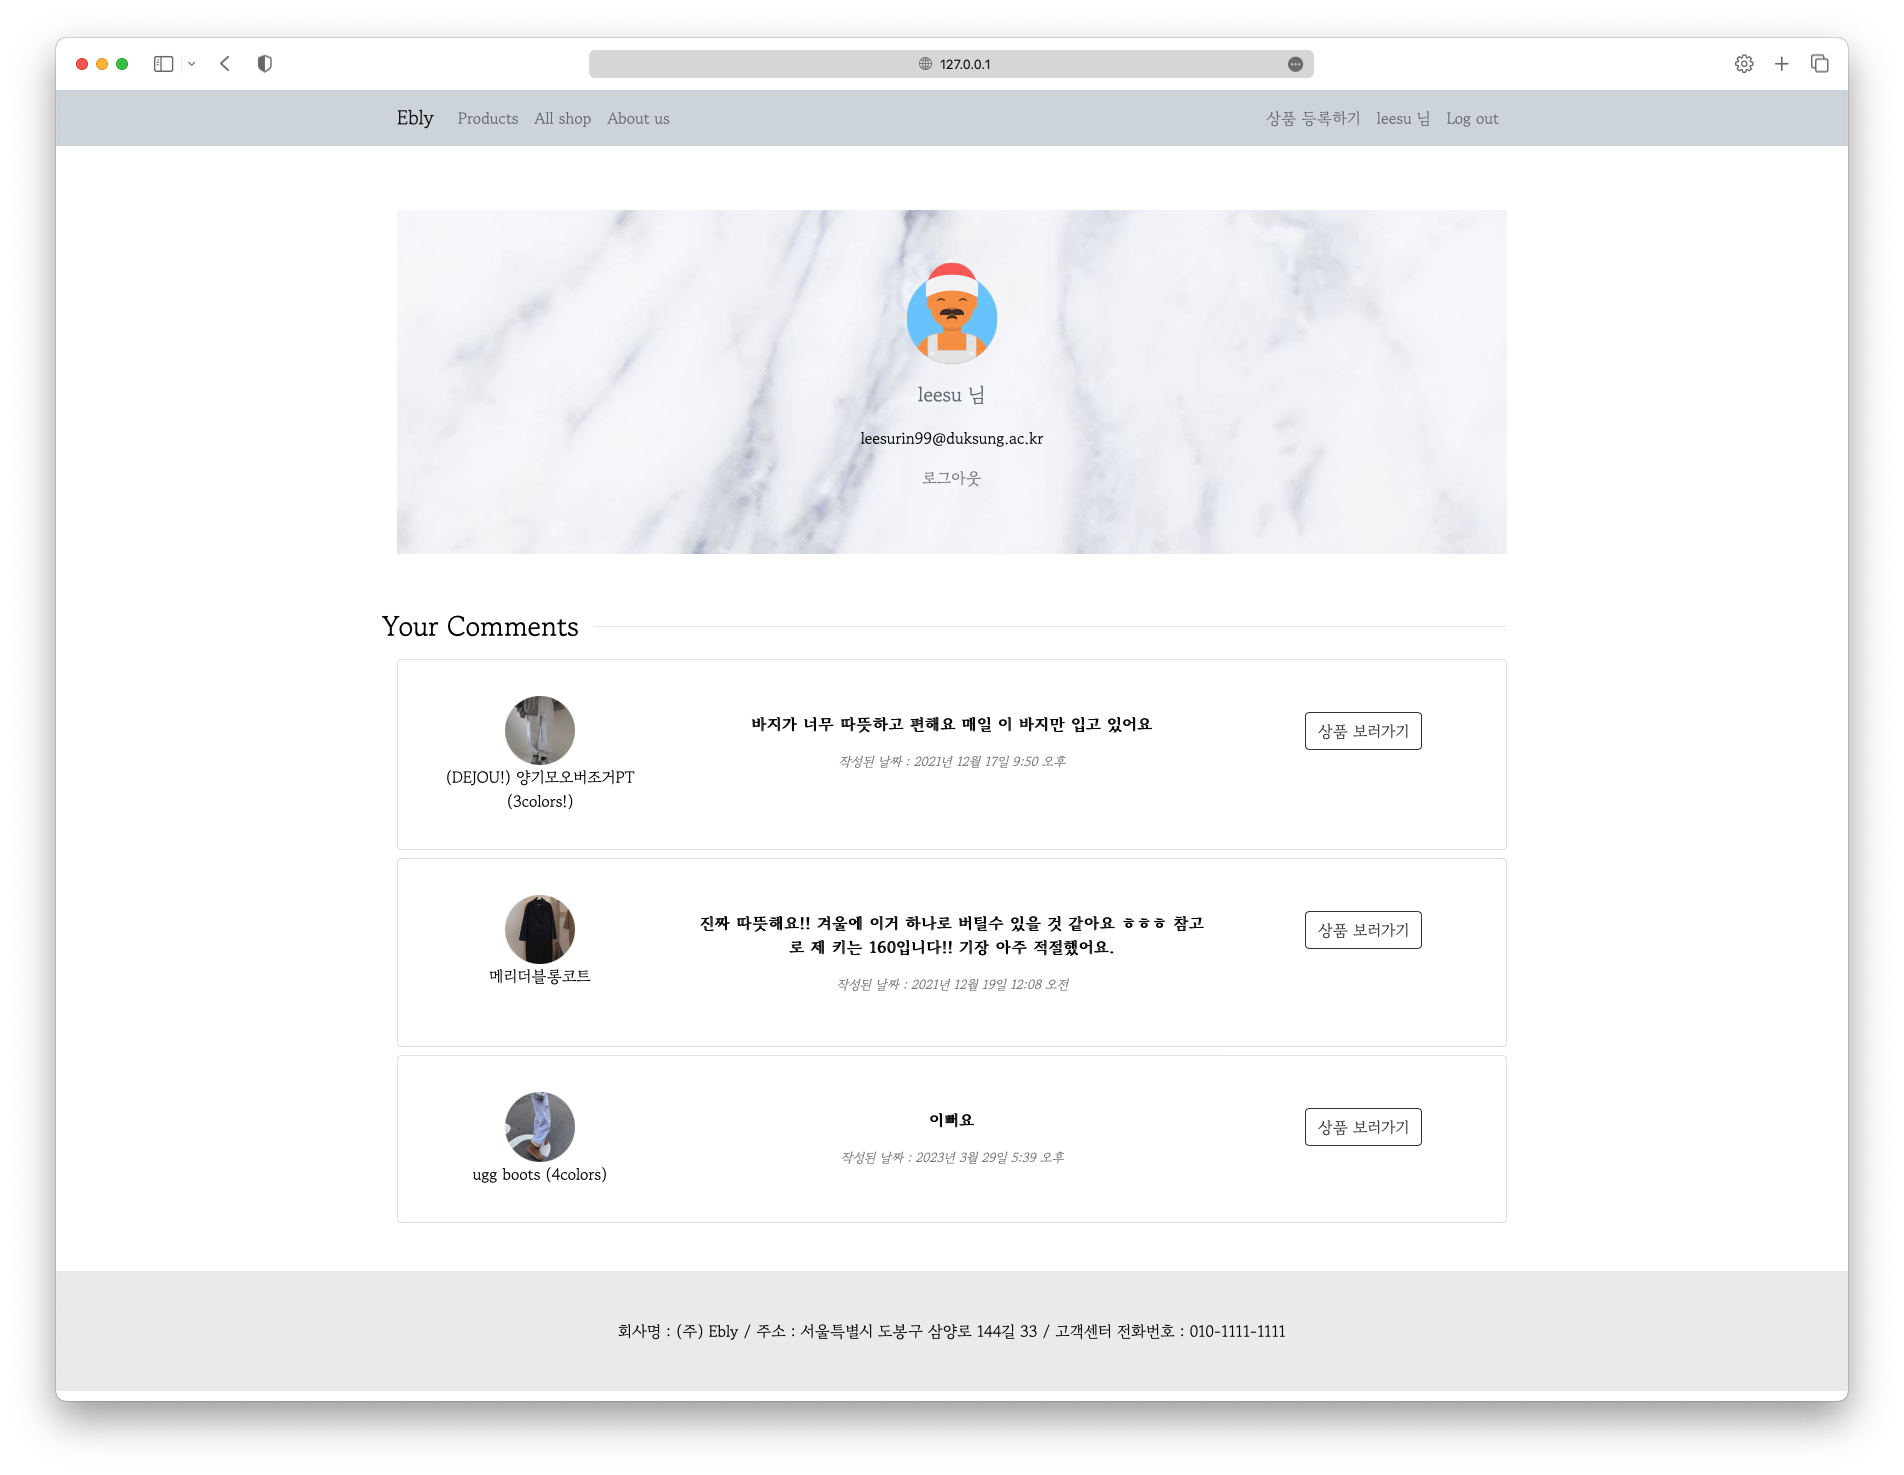 127.0.0.1
Ebly Products All shop About us 상품 등록하기 leesu 님 Log out
leesu 님
leesurin99@duksung.ac.kr
로그아웃
Your Comments
(DEJOU!) 양기모오버조거PT
(3colors!)
바지가 너무 따뜻하고 편해요 매일 이 바지만 입고 있어요
작성된 날짜 : 2021년 12월 17일 9:50 오후
상품 보러가기
메리더블롱코트
진짜 따뜻해요!! 겨울에 이거 하나로 버틸수 있을 것 같아요 ㅎㅎㅎ 참고
로 제 키는 160입니다!! 기장 아주 적절했어요.
작성된 날짜 : 2021년 12월 19일 12:08 오전
상품 보러가기
ugg boots (4colors)
이뻐요
작성된 날짜 : 2023년 3월 29일 5:39 오후
상품 보러가기
회사명 : (주) Ebly / 주소 : 서울특별시 도봉구 삼양로 144길 33 / 고객센터 전화번호 : 010-1111-1111